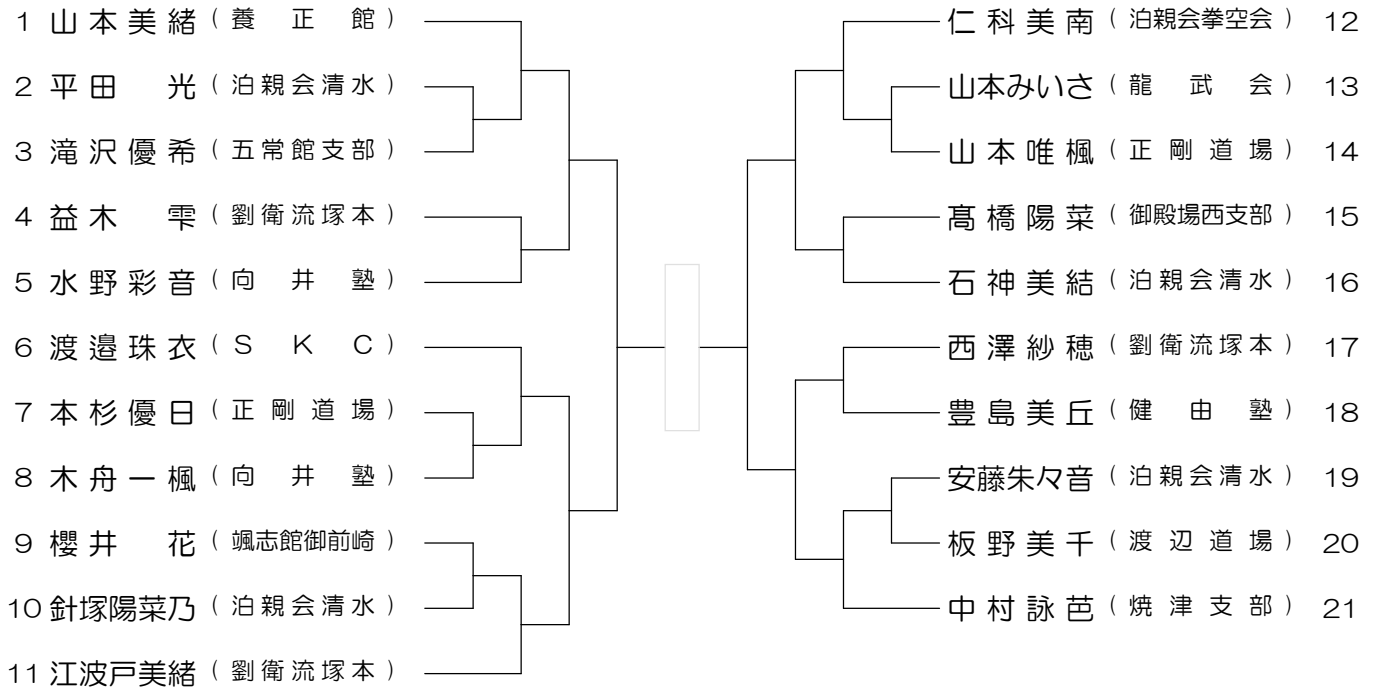 1 山本美緒 （養正館）
2 平田光 （泊親会清水）
3 滝沢優希 （五常館支部）
4 益木雫 （劉衛流塚本）
5 水野彩音 （向井塾）
6 渡邉珠衣 （SKC）
7 本杉優日 （正剛道場）
8 木舟一楓 （向井塾）
9 櫻井花 （颯志館御前崎）
10 針塚陽菜乃 （泊親会清水）
11 江波戸美緒 （劉衛流塚本）
仁科美南 （泊親会拳空会） 12
山本みいさ （龍武会） 13
山本唯楓 （正剛道場） 14
髙橋陽菜 （御殿場西支部） 15
石神美結 （泊親会清水） 16
西澤紗穂 （劉衛流塚本） 17
豊島美丘 （健由塾） 18
安藤朱々音 （泊親会清水） 19
板野美千 （渡辺道場） 20
中村詠芭 （焼津支部） 21